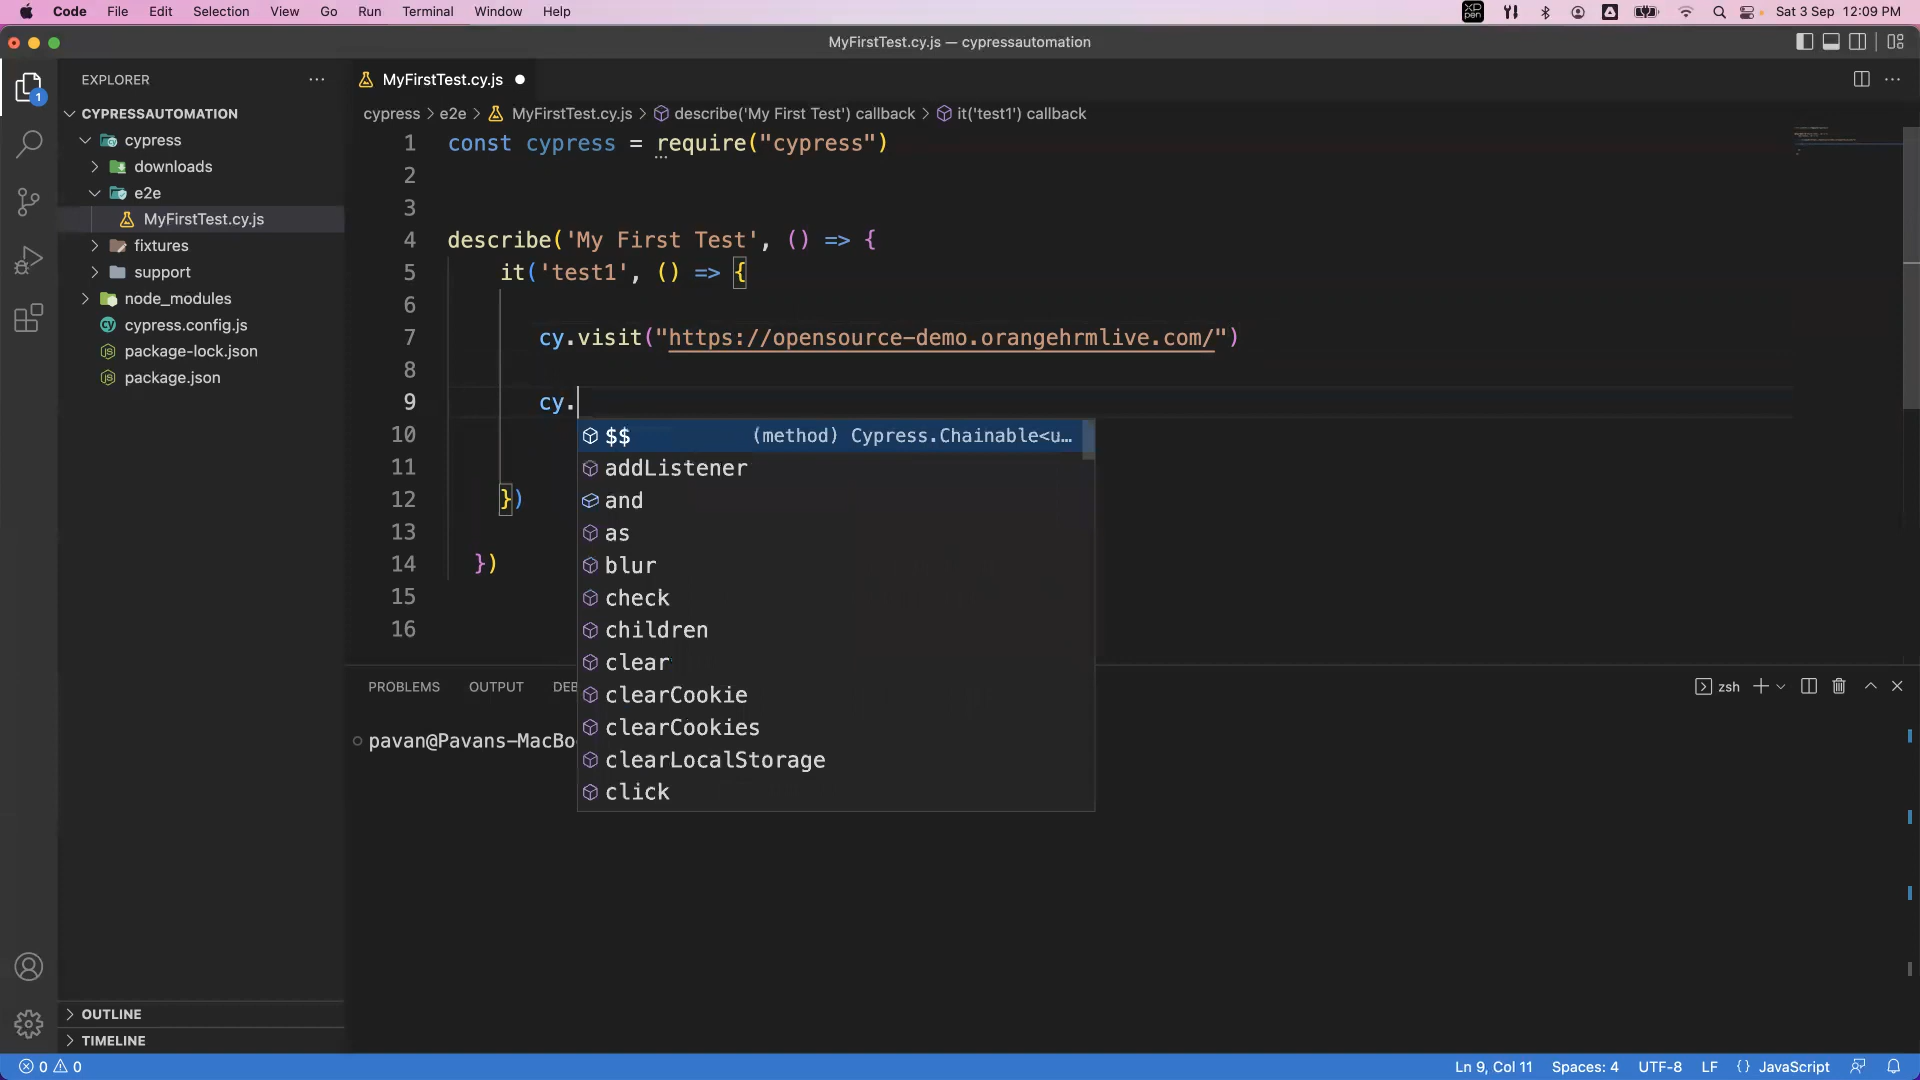 Code File Edit Selection View Go Run Terminal Window Help
XP PEN
Sat 3 Sep 12:09 PM
MyFirstTest.cy.js — cypressautomation
EXPLORER
1
CYPRESSAUTOMATION
cypress
downloads
e2e
MyFirstTest.cy.js
fixtures
support
node_modules
cypress.config.js
package-lock.json
package.json
OUTLINE
TIMELINE
MyFirstTest.cy.js
cypress > e2e > MyFirstTest.cy.js > describe('My First Test') callback > it('test1') callback
1 const cypress = require("cypress")
2
3
4 describe('My First Test', () => {
5 it('test1', () => {
6
7 cy.visit("https://opensource-demo.orangehrmlive.com/")
8
9 cy.
10
11
12 })
13
14 })
15
16
$$ (method) Cypress.Chainable<u…
addListener
and
as
blur
check
children
clear
clearCookie
clearCookies
clearLocalStorage
click
PROBLEMS OUTPUT DEB
zsh
pavan@Pavans-MacBo
0 0
Ln 9, Col 11 Spaces: 4 UTF-8 LF {} JavaScript